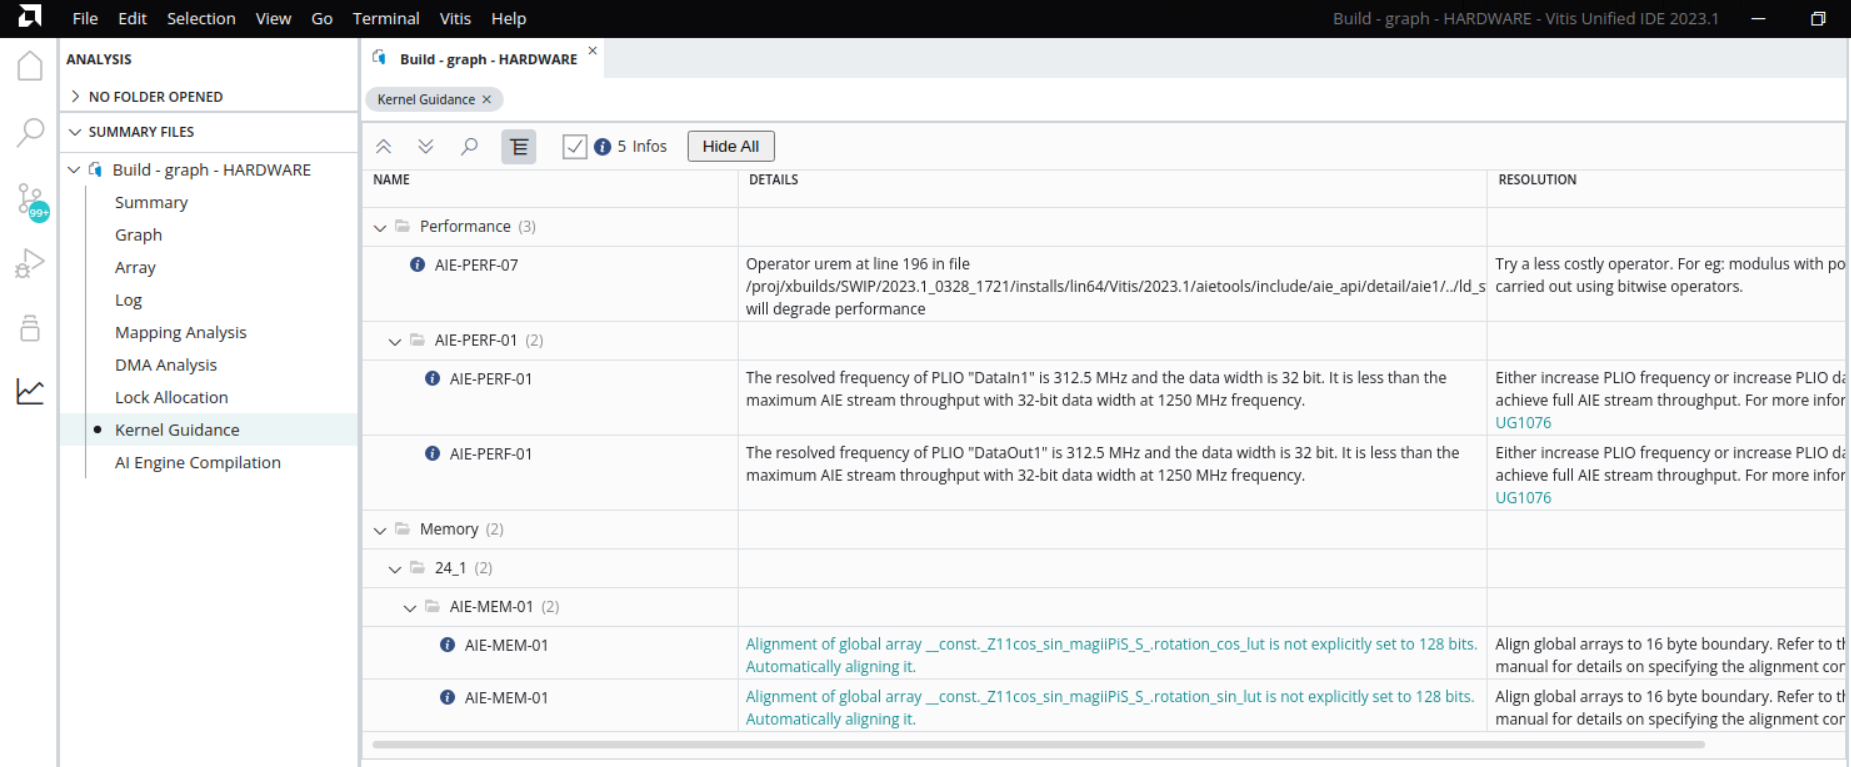 File Edit Selection View Go Terminal Vitis Help
Build - graph - HARDWARE - Vitis Unified IDE 2023.1
ANALYSIS
NO FOLDER OPENED
SUMMARY FILES
Build - graph - HARDWARE
Summary
Graph
Array
Log
Mapping Analysis
DMA Analysis
Lock Allocation
Kernel Guidance
AI Engine Compilation
99+
Build - graph - HARDWARE
Kernel Guidance
5 Infos
Hide All
NAME DETAILS RESOLUTION
Performance (3)
AIE-PERF-07
Operator urem at line 196 in file
/proj/xbuilds/SWIP/2023.1_0328_1721/installs/lin64/Vitis/2023.1/aietools/include/aie_api/detail/aie1/../ld_s
will degrade performance
Try a less costly operator. For eg: modulus with po
carried out using bitwise operators.
AIE-PERF-01 (2)
AIE-PERF-01
The resolved frequency of PLIO "DataIn1" is 312.5 MHz and the data width is 32 bit. It is less than the
maximum AIE stream throughput with 32-bit data width at 1250 MHz frequency.
Either increase PLIO frequency or increase PLIO da
achieve full AIE stream throughput. For more infor
UG1076
AIE-PERF-01
The resolved frequency of PLIO "DataOut1" is 312.5 MHz and the data width is 32 bit. It is less than the
maximum AIE stream throughput with 32-bit data width at 1250 MHz frequency.
Either increase PLIO frequency or increase PLIO da
achieve full AIE stream throughput. For more infor
UG1076
Memory (2)
24_1 (2)
AIE-MEM-01 (2)
AIE-MEM-01
Alignment of global array __const._Z11cos_sin_magiiPiS_S_.rotation_cos_lut is not explicitly set to 128 bits.
Automatically aligning it.
Align global arrays to 16 byte boundary. Refer to th
manual for details on specifying the alignment con
AIE-MEM-01
Alignment of global array __const._Z11cos_sin_magiiPiS_S_.rotation_sin_lut is not explicitly set to 128 bits.
Automatically aligning it.
Align global arrays to 16 byte boundary. Refer to th
manual for details on specifying the alignment con